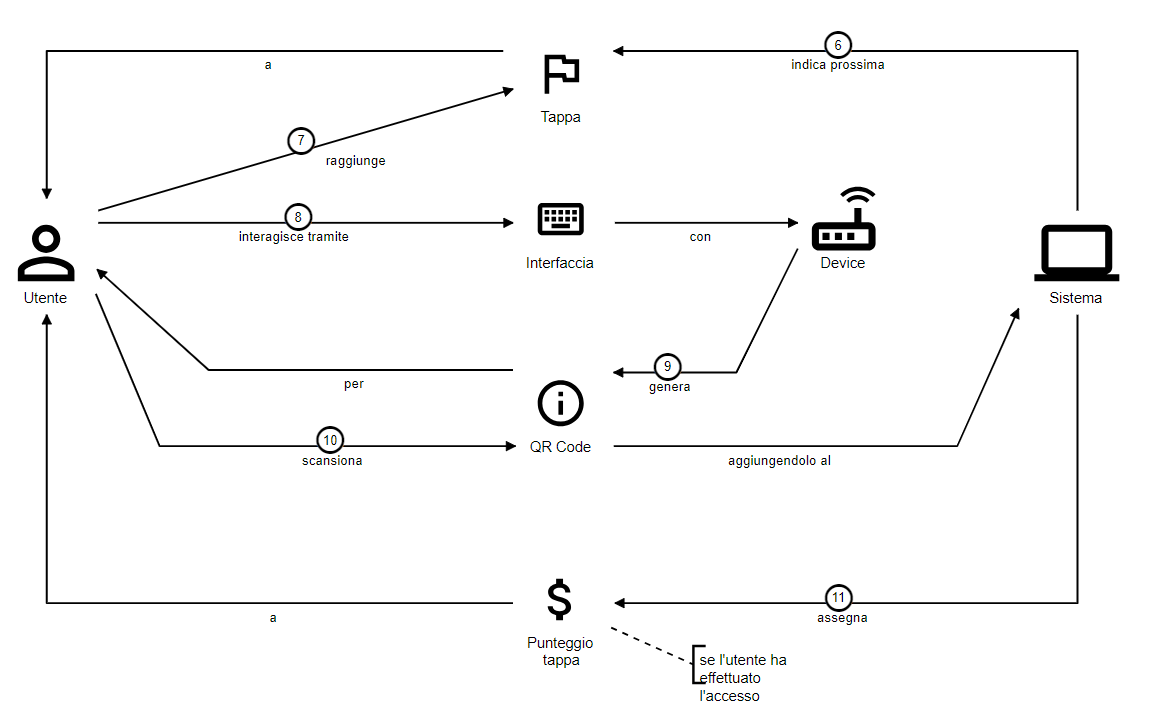 6
indica prossima
a
Tappa
7
raggiunge
8
interagisce tramite
Interfaccia
con
Device
Utente
Sistema
9
genera
per
10
scansiona
QR Code
aggiungendolo al
11
assegna
a
Punteggio
tappa
se l'utente ha
effettuato
l'accesso